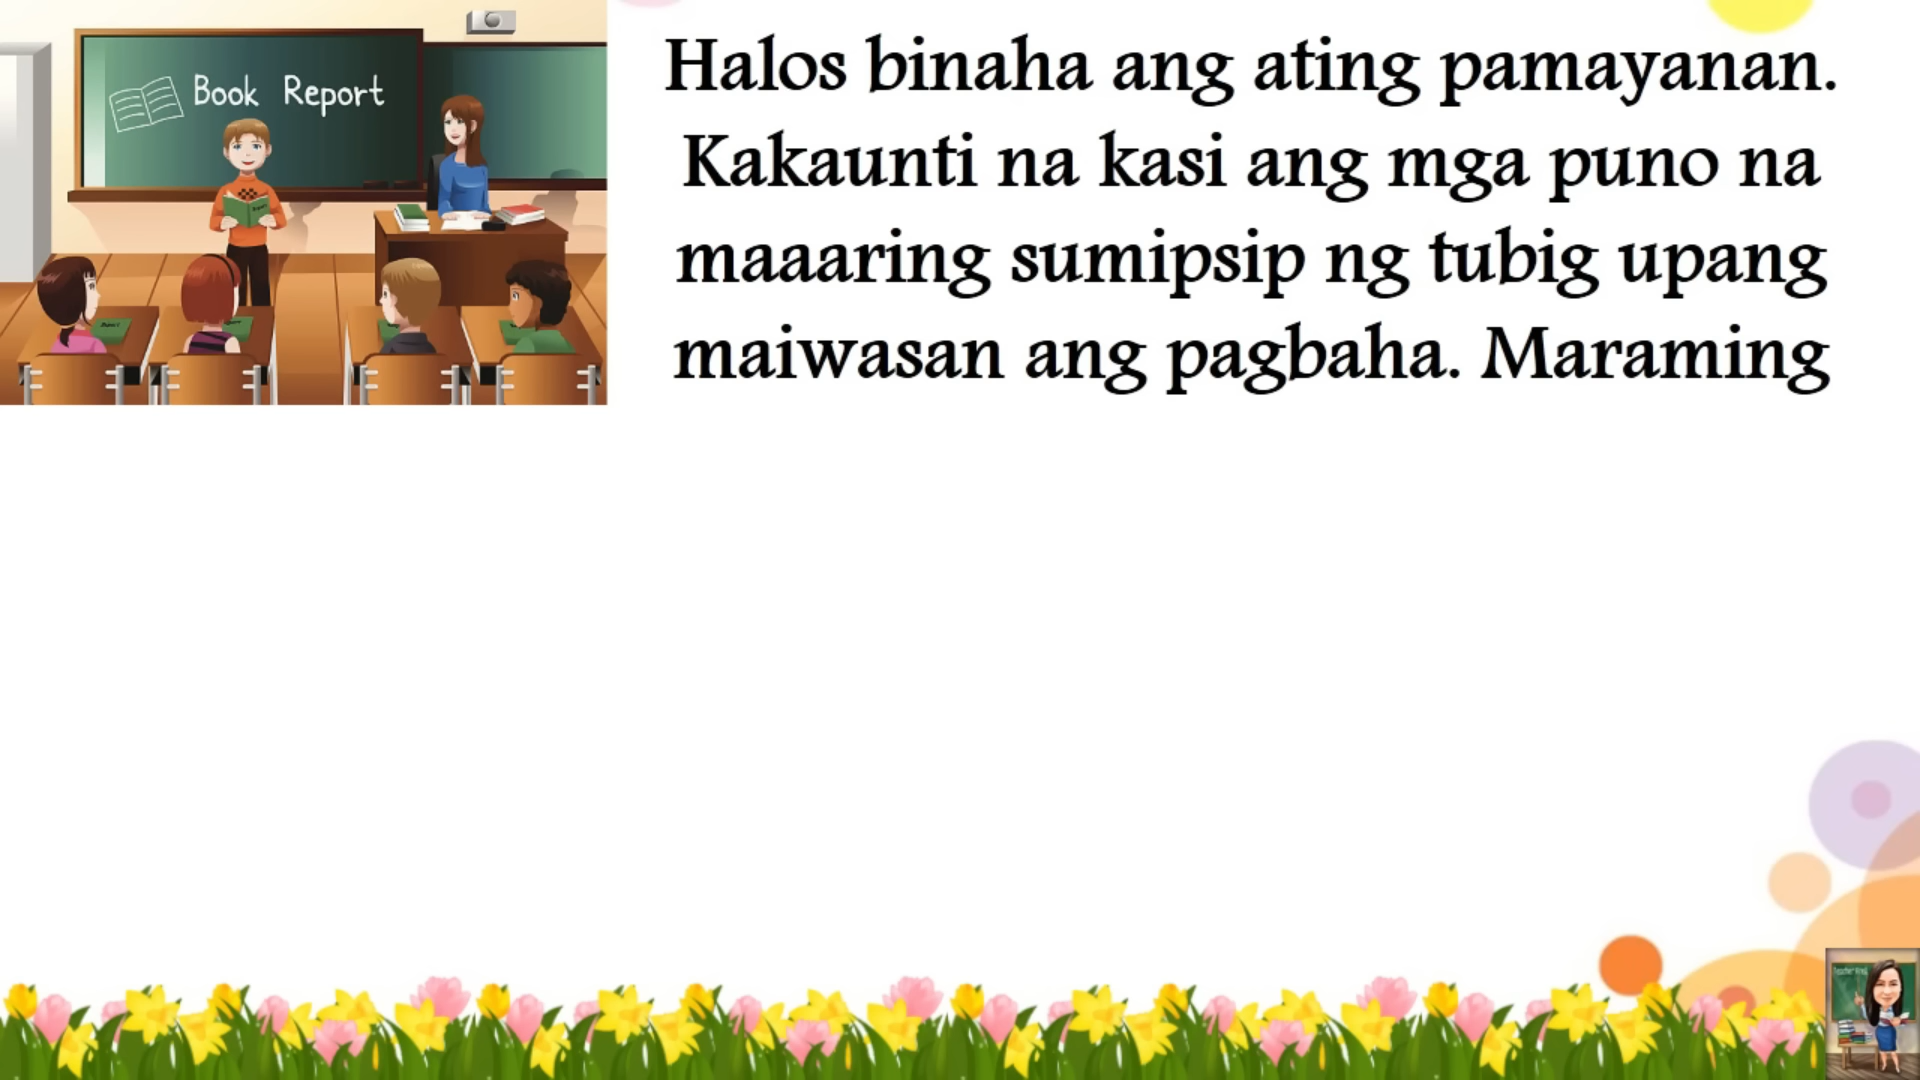 Book Report
Halos binaha ang ating pamayanan.
Kakaunti na kasi ang mga puno na
maaaring sumipsip ng tubig upang
maiwasan ang pagbaha. Maraming